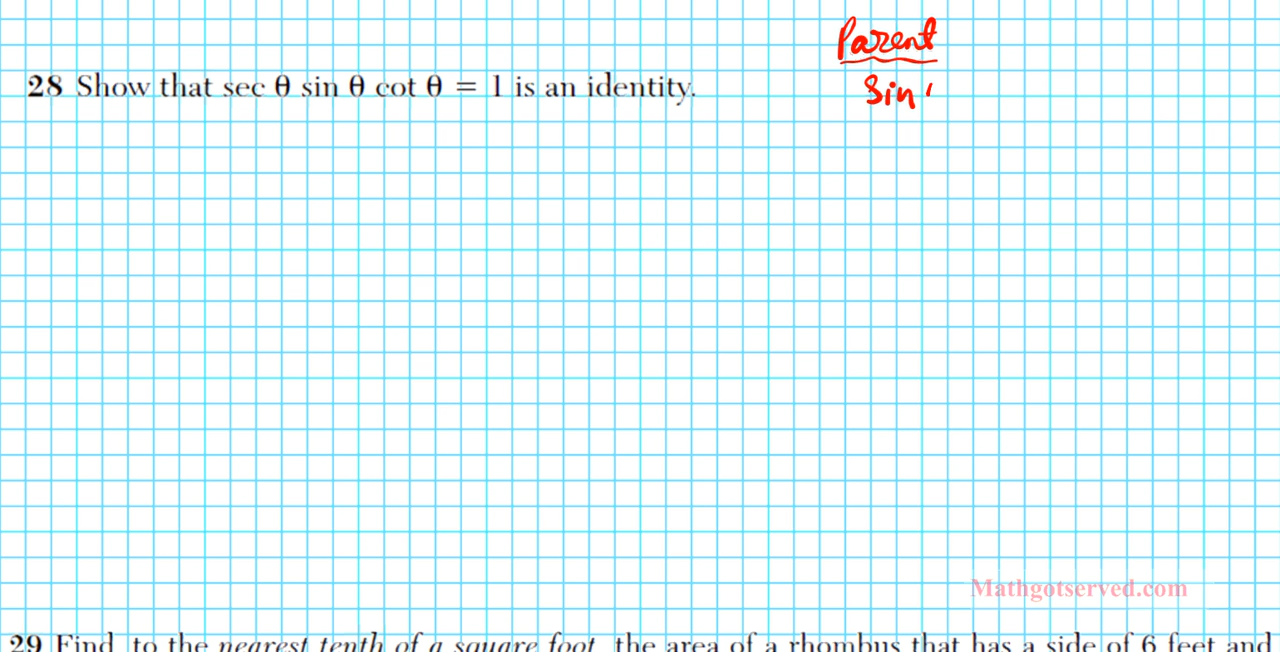 Parent
28 Show that sec θ sin θ cot θ = 1 is an identity.
Sin
Mathgotserved.com
29 Find to the nearest tenth of a square foot the area of a rhombus that has a side of 6 feet and